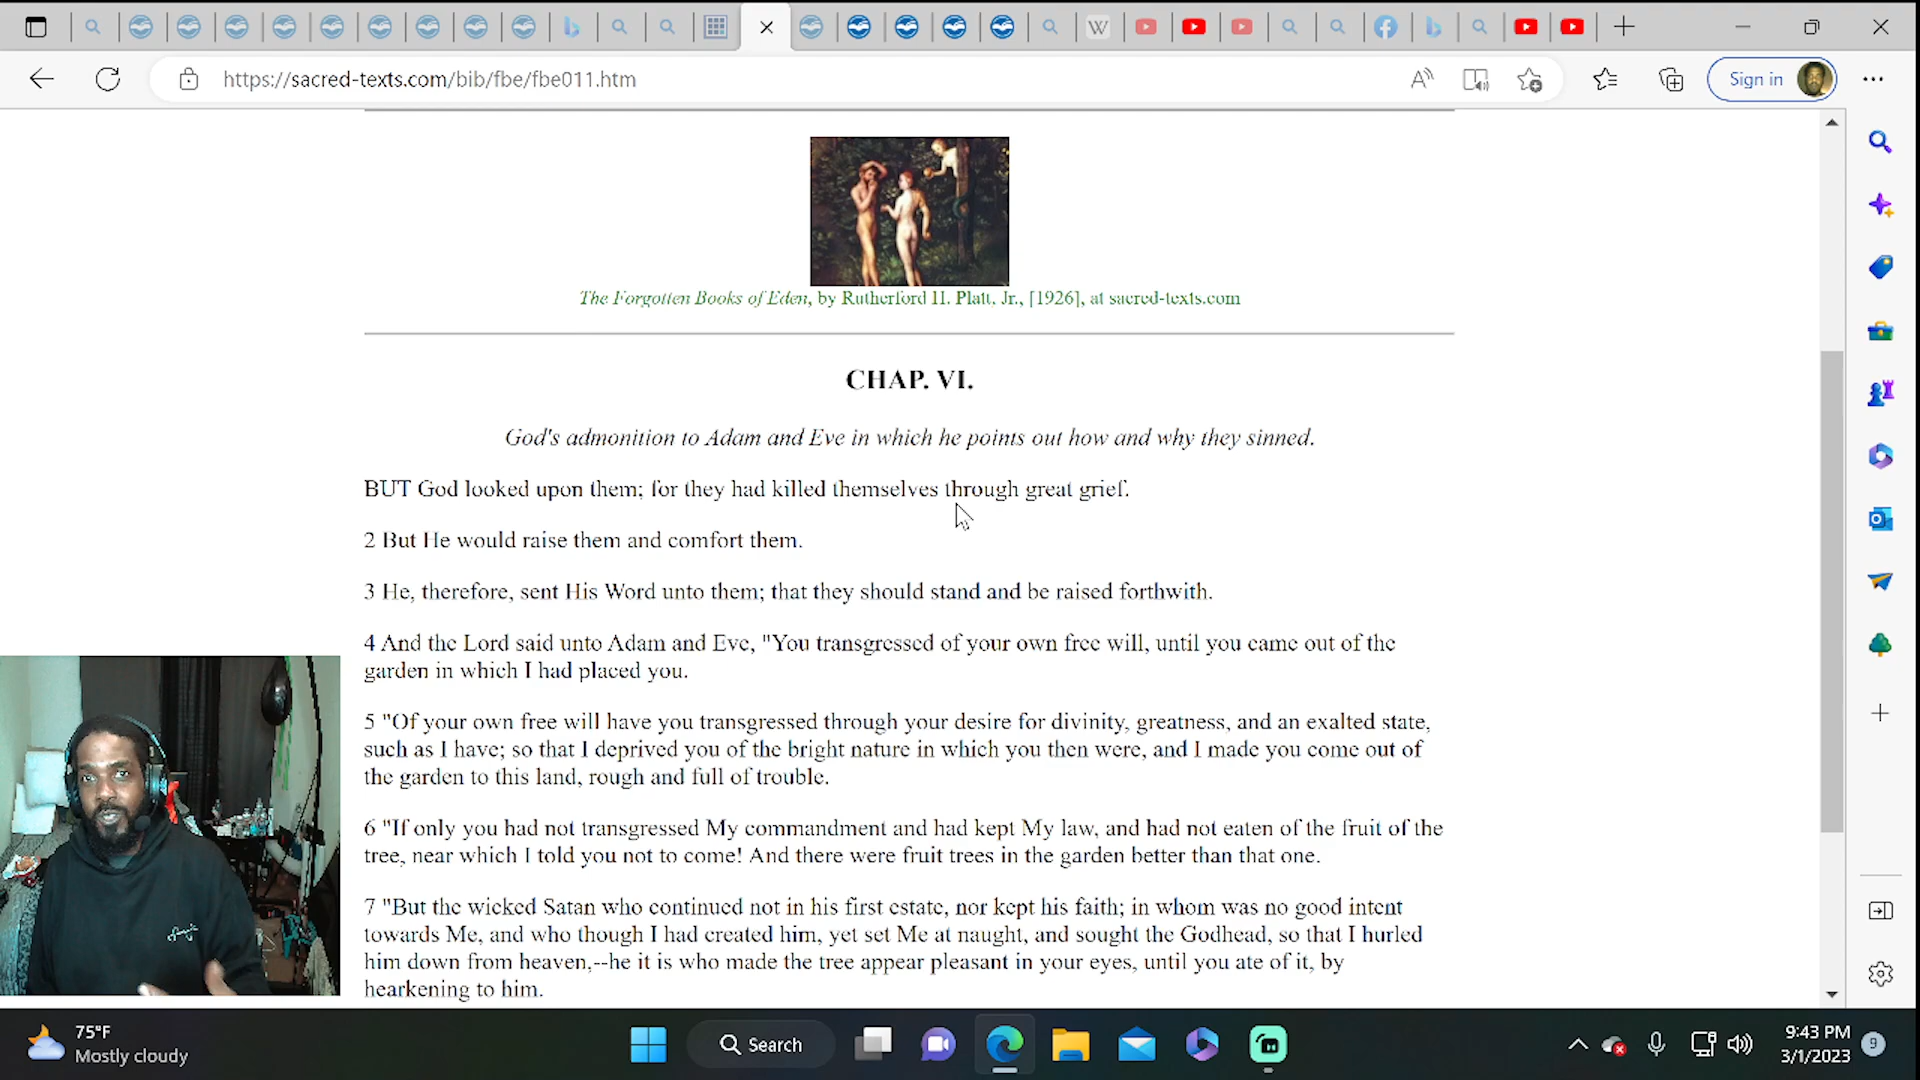 https://sacred-texts.com/bib/fbe/fbe011.htm
Sign in
The Forgotten Books of Eden, by Rutherford H. Platt, Jr., [1926], at sacred-texts.com
CHAP. VI.
God's admonition to Adam and Eve in which he points out how and why they sinned.
BUT God looked upon them; for they had killed themselves through great grief.
2 But He would raise them and comfort them.
3 He, therefore, sent His Word unto them; that they should stand and be raised forthwith.
4 And the Lord said unto Adam and Eve, "You transgressed of your own free will, until you came out of the
garden in which I had placed you.
5 "Of your own free will have you transgressed through your desire for divinity, greatness, and an exalted state,
such as I have; so that I deprived you of the bright nature in which you then were, and I made you come out of
the garden to this land, rough and full of trouble.
6 "If only you had not transgressed My commandment and had kept My law, and had not eaten of the fruit of the
tree, near which I told you not to come! And there were fruit trees in the garden better than that one.
7 "But the wicked Satan who continued not in his first estate, nor kept his faith; in whom was no good intent
towards Me, and who though I had created him, yet set Me at naught, and sought the Godhead, so that I hurled
him down from heaven,--he it is who made the tree appear pleasant in your eyes, until you ate of it, by
hearkening to him.
75°F
Mostly cloudy
Search
9:43 PM
3/1/2023
9